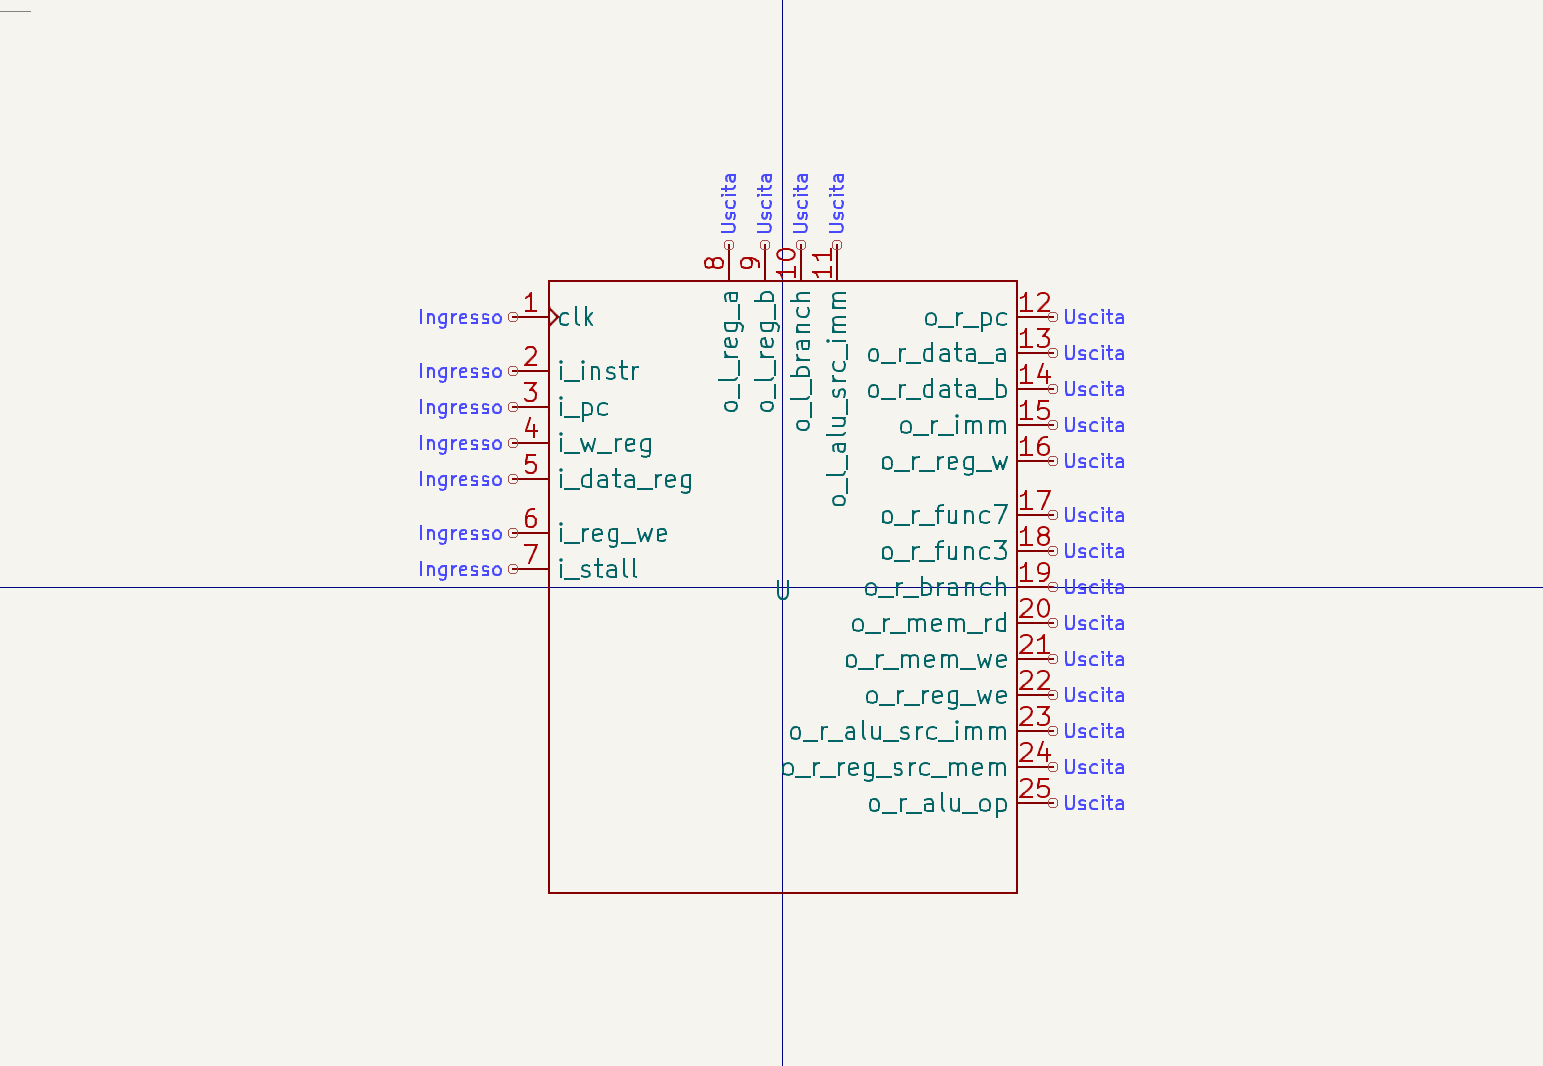 Uscita Uscita Uscita Uscita
8 9 10 11
o_l_reg_a
o_l_reg_b
o_l_branch
o_l_alu_src_imm
Ingresso 1 clk
Ingresso 2 i_instr
Ingresso 3 i_pc
Ingresso 4 i_w_reg
Ingresso 5 i_data_reg
Ingresso 6 i_reg_we
Ingresso 7 i_stall
U
o_r_pc 12 Uscita
o_r_data_a 13 Uscita
o_r_data_b 14 Uscita
o_r_imm 15 Uscita
o_r_reg_w 16 Uscita
o_r_func7 17 Uscita
o_r_func3 18 Uscita
o_r_branch 19 Uscita
o_r_mem_rd 20 Uscita
o_r_mem_we 21 Uscita
o_r_reg_we 22 Uscita
o_r_alu_src_imm 23 Uscita
o_r_reg_src_mem 24 Uscita
o_r_alu_op 25 Uscita